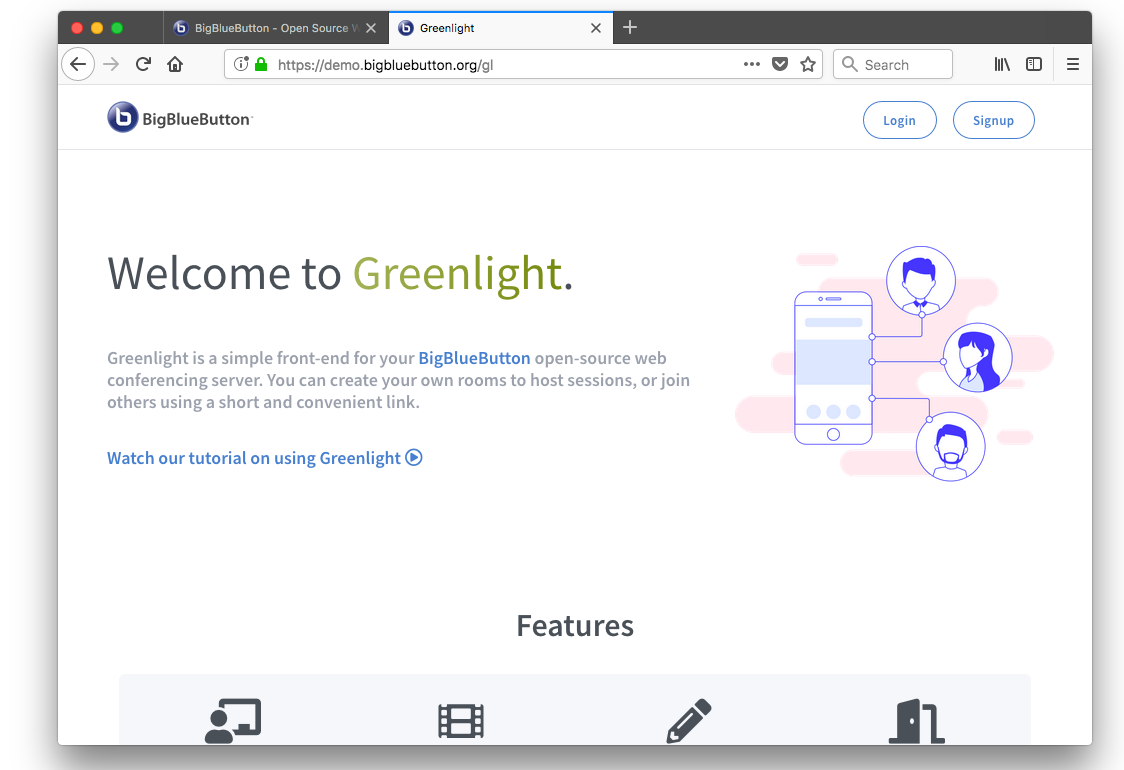 BigBlueButton - Open Source W
Greenlight
https://demo.bigbluebutton.org/gl
Search
BigBlueButton
Login
Signup
Welcome to Greenlight.
Greenlight is a simple front-end for your BigBlueButton open-source web
conferencing server. You can create your own rooms to host sessions, or join
others using a short and convenient link.
Watch our tutorial on using Greenlight
Features